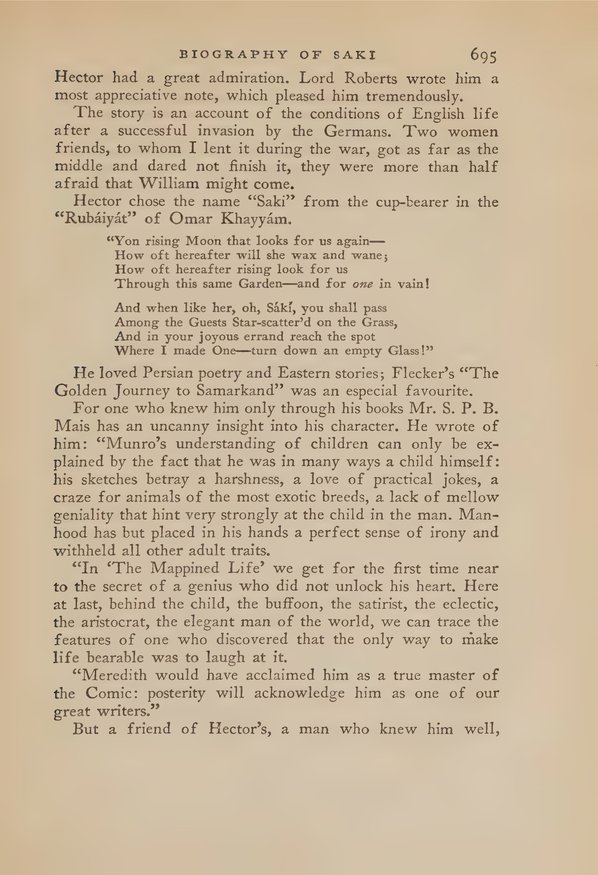 BIOGRAPHY OF SAKI 695
Hector had a great admiration. Lord Roberts wrote him a
most appreciative note, which pleased him tremendously.
The story is an account of the conditions of English life
after a successful invasion by the Germans. Two women
friends, to whom I lent it during the war, got as far as the
middle and dared not finish it, they were more than half
afraid that William might come.
Hector chose the name “Saki” from the cup-bearer in the
“Rubáiyát” of Omar Khayyám.
“Yon rising Moon that looks for us again—
How oft hereafter will she wax and wane;
How oft hereafter rising look for us
Through this same Garden—and for one in vain!
And when like her, oh, Sákí, you shall pass
Among the Guests Star-scatter’d on the Grass,
And in your joyous errand reach the spot
Where I made One—turn down an empty Glass!”
He loved Persian poetry and Eastern stories; Flecker’s “The
Golden Journey to Samarkand” was an especial favourite.
For one who knew him only through his books Mr. S. P. B.
Mais has an uncanny insight into his character. He wrote of
him: “Munro’s understanding of children can only be ex-
plained by the fact that he was in many ways a child himself:
his sketches betray a harshness, a love of practical jokes, a
craze for animals of the most exotic breeds, a lack of mellow
geniality that hint very strongly at the child in the man. Man-
hood has but placed in his hands a perfect sense of irony and
withheld all other adult traits.
“In ‘The Mappined Life’ we get for the first time near
to the secret of a genius who did not unlock his heart. Here
at last, behind the child, the buffoon, the satirist, the eclectic,
the aristocrat, the elegant man of the world, we can trace the
features of one who discovered that the only way to make
life bearable was to laugh at it.
“Meredith would have acclaimed him as a true master of
the Comic: posterity will acknowledge him as one of our
great writers.”
But a friend of Hector’s, a man who knew him well,